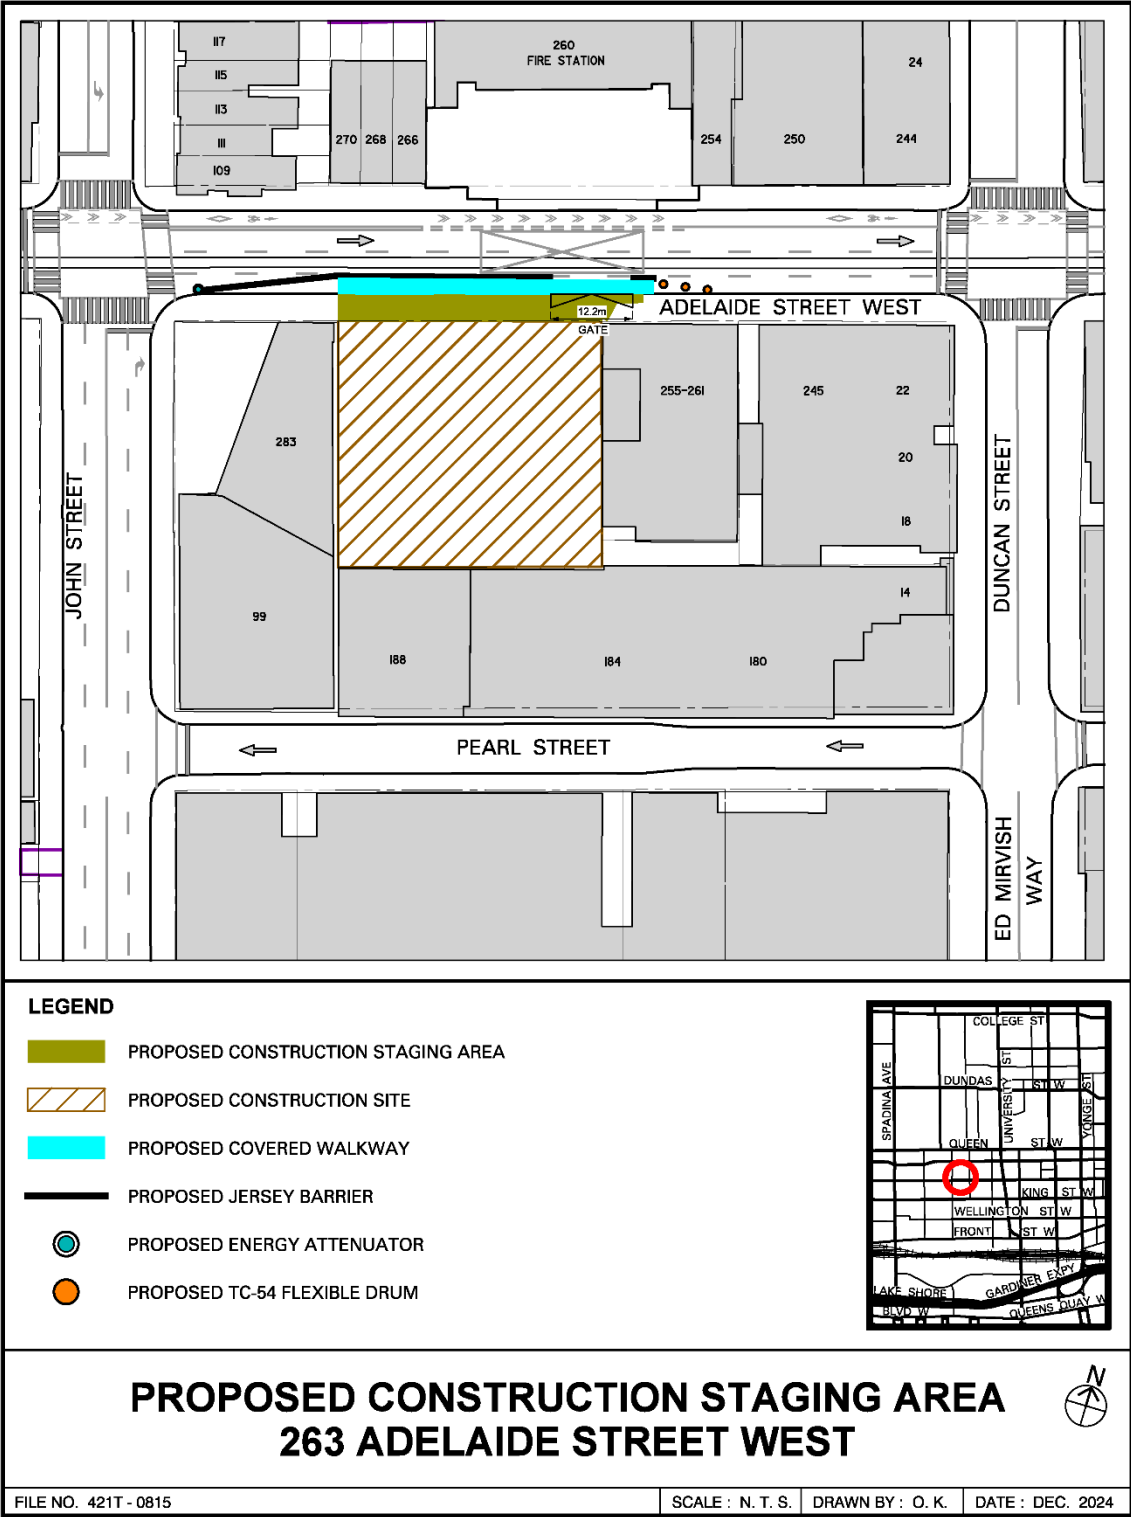 117
115
113
111
109
270 268 266
260
FIRE STATION
254
250
24
244
ADELAIDE STREET WEST
12.2m
GATE
283
255-261
245
22
20
18
14
99
188
184
180
JOHN STREET
DUNCAN STREET
PEARL STREET
ED MIRVISH
WAY
LEGEND
PROPOSED CONSTRUCTION STAGING AREA
PROPOSED CONSTRUCTION SITE
PROPOSED COVERED WALKWAY
PROPOSED JERSEY BARRIER
PROPOSED ENERGY ATTENUATOR
PROPOSED TC-54 FLEXIBLE DRUM
COLLEGE ST
SPADINA AVE
DUNDAS ST W
UNIVERSITY ST
YONGE ST
QUEEN ST W
KING ST W
WELLINGTON ST W
FRONT ST W
GARDINER EXPY
LAKE SHORE
BLVD W
QUEENS QUAY W
N
PROPOSED CONSTRUCTION STAGING AREA
263 ADELAIDE STREET WEST
FILE NO. 421T - 0815
SCALE : N. T. S.
DRAWN BY : O. K.
DATE : DEC. 2024